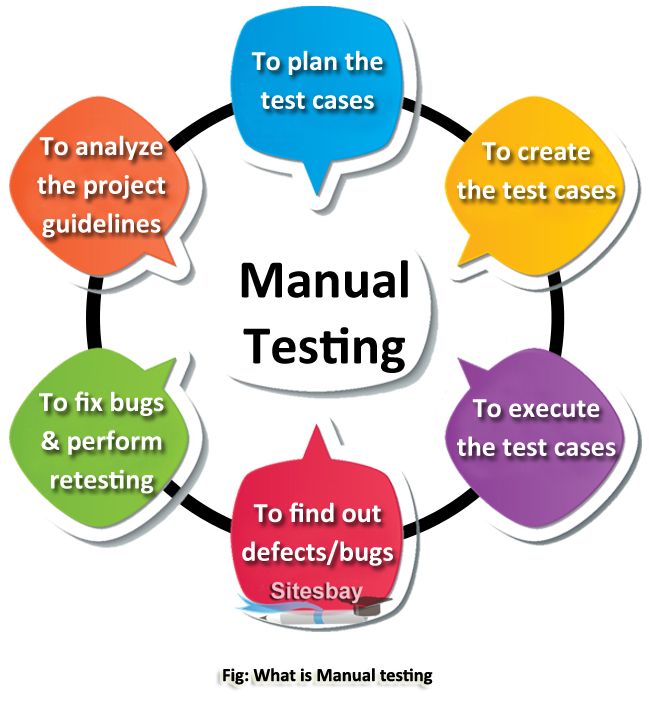 To plan the
test cases
To analyze
the project
guidelines
To create
the test cases
Manual
Testing
To fix bugs
& perform
retesting
To execute
the test cases
To find out
defects/bugs
Sitesbay
Fig: What is Manual testing